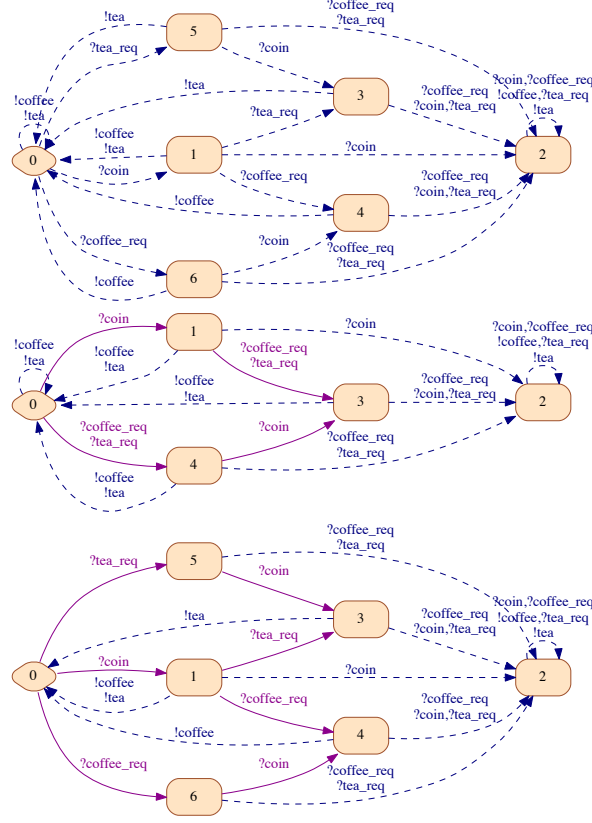 !tea
5
?coffee_req
?tea_req
?tea_req
?coin
!coffee
!tea
!tea
3
?coffee_req
?coin,?tea_req
?coin,?coffee_req
!coffee,?tea_req
!tea
?tea_req
!coffee
!tea
0
1
?coin
2
?coin
?coffee_req
!coffee
4
?coffee_req
?coin,?tea_req
?coffee_req
?coin
?coffee_req
?tea_req
!coffee
6
?coin
1
?coin
?coin,?coffee_req
!coffee,?tea_req
!tea
!coffee
!tea
!coffee
!tea
?coffee_req
?tea_req
0
!coffee
!tea
3
?coffee_req
?coin,?tea_req
2
?coffee_req
?tea_req
?coin
4
?coffee_req
?tea_req
!coffee
!tea
5
?coffee_req
?tea_req
?tea_req
?coin
!tea
3
?coffee_req
?coin,?tea_req
?coin,?coffee_req
!coffee,?tea_req
!tea
?tea_req
0
?coin
1
?coin
2
!coffee
!tea
?coffee_req
!coffee
4
?coffee_req
?coin,?tea_req
?coffee_req
?coin
?coffee_req
?tea_req
6